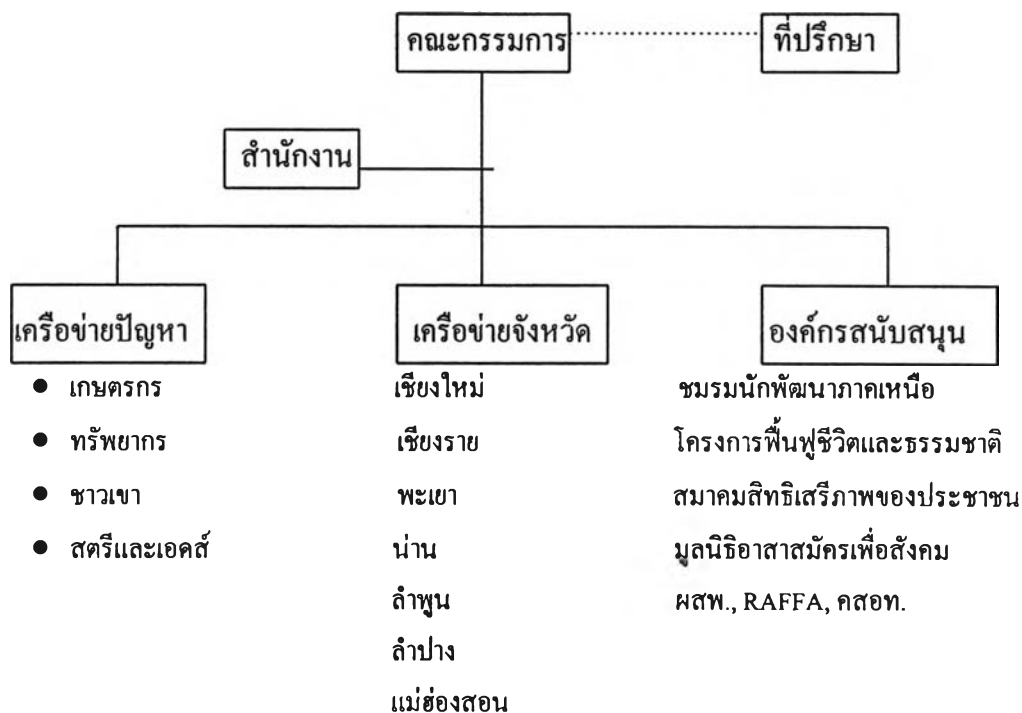 คณะกรรมการ
ที่ปรึกษา
สำนักงาน
เครือข่ายปัญหา
● เกษตรกร
● ทรัพยากร
● ชาวเขา
● สตรีและเอดส์
เครือข่ายจังหวัด
เชียงใหม่
เชียงราย
พะเยา
น่าน
ลำพูน
ลำปาง
แม่ฮ่องสอน
องค์กรสนับสนุน
ชมรมนักพัฒนาภาคเหนือ
โครงการฟื้นฟูชีวิตและธรรมชาติ
สมาคมสิทธิเสรีภาพของประชาชน
มูลนิธิอาสาสมัครเพื่อสังคม
ผสพ., RAFFA, คสอท.